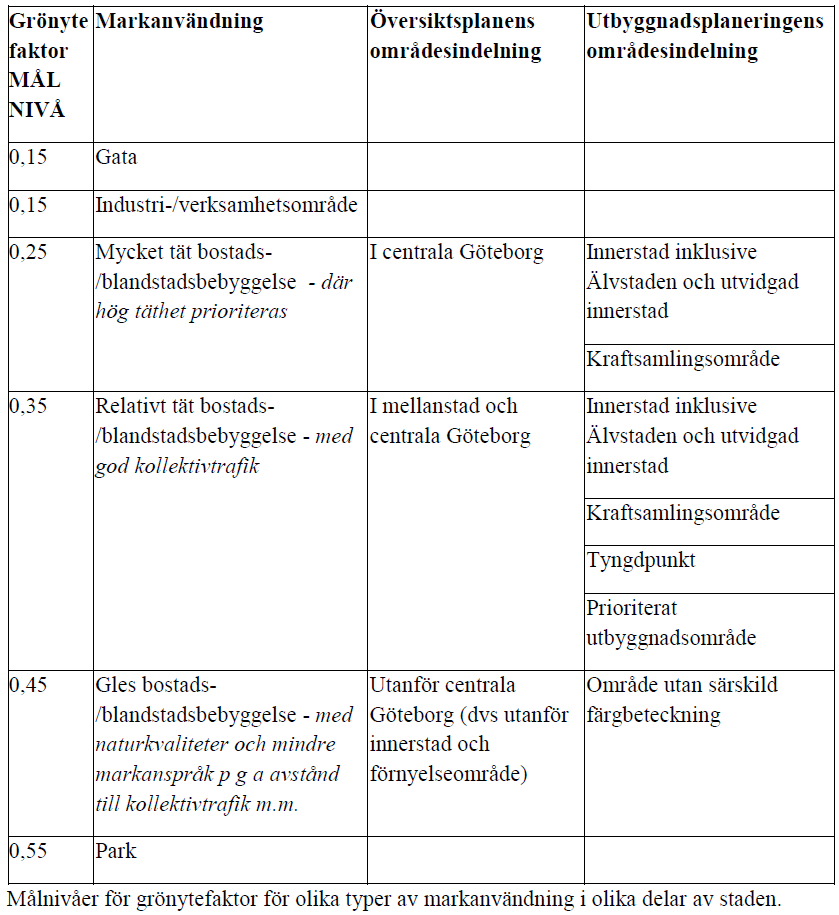 Grönyte
faktor
MÅL
NIVÅ
Markanvändning
Översiktsplanens
områdesindelning
Utbyggnadsplaneringens
områdesindelning
0,15
Gata
0,15
Industri-/verksamhetsområde
0,25
Mycket tät bostads-
/blandstadsbebyggelse - där
hög täthet prioriteras
I centrala Göteborg
Innerstad inklusive
Älvstaden och utvidgad
innerstad
Kraftsamlingsområde
0,35
Relativt tät bostads-
/blandstadsbebyggelse - med
god kollektivtrafik
I mellanstad och
centrala Göteborg
Innerstad inklusive
Älvstaden och utvidgad
innerstad
Kraftsamlingsområde
Tyngdpunkt
Prioriterat
utbyggnadsområde
0,45
Gles bostads-
/blandstadsbebyggelse - med
naturkvaliteter och mindre
markanspråk p g a avstånd
till kollektivtrafik m.m.
Utanför centrala
Göteborg (dvs utanför
innerstad och
förnyelseområde)
Område utan särskild
färgbeteckning
0,55
Park
Målnivåer för grönytefaktor för olika typer av markanvändning i olika delar av staden.